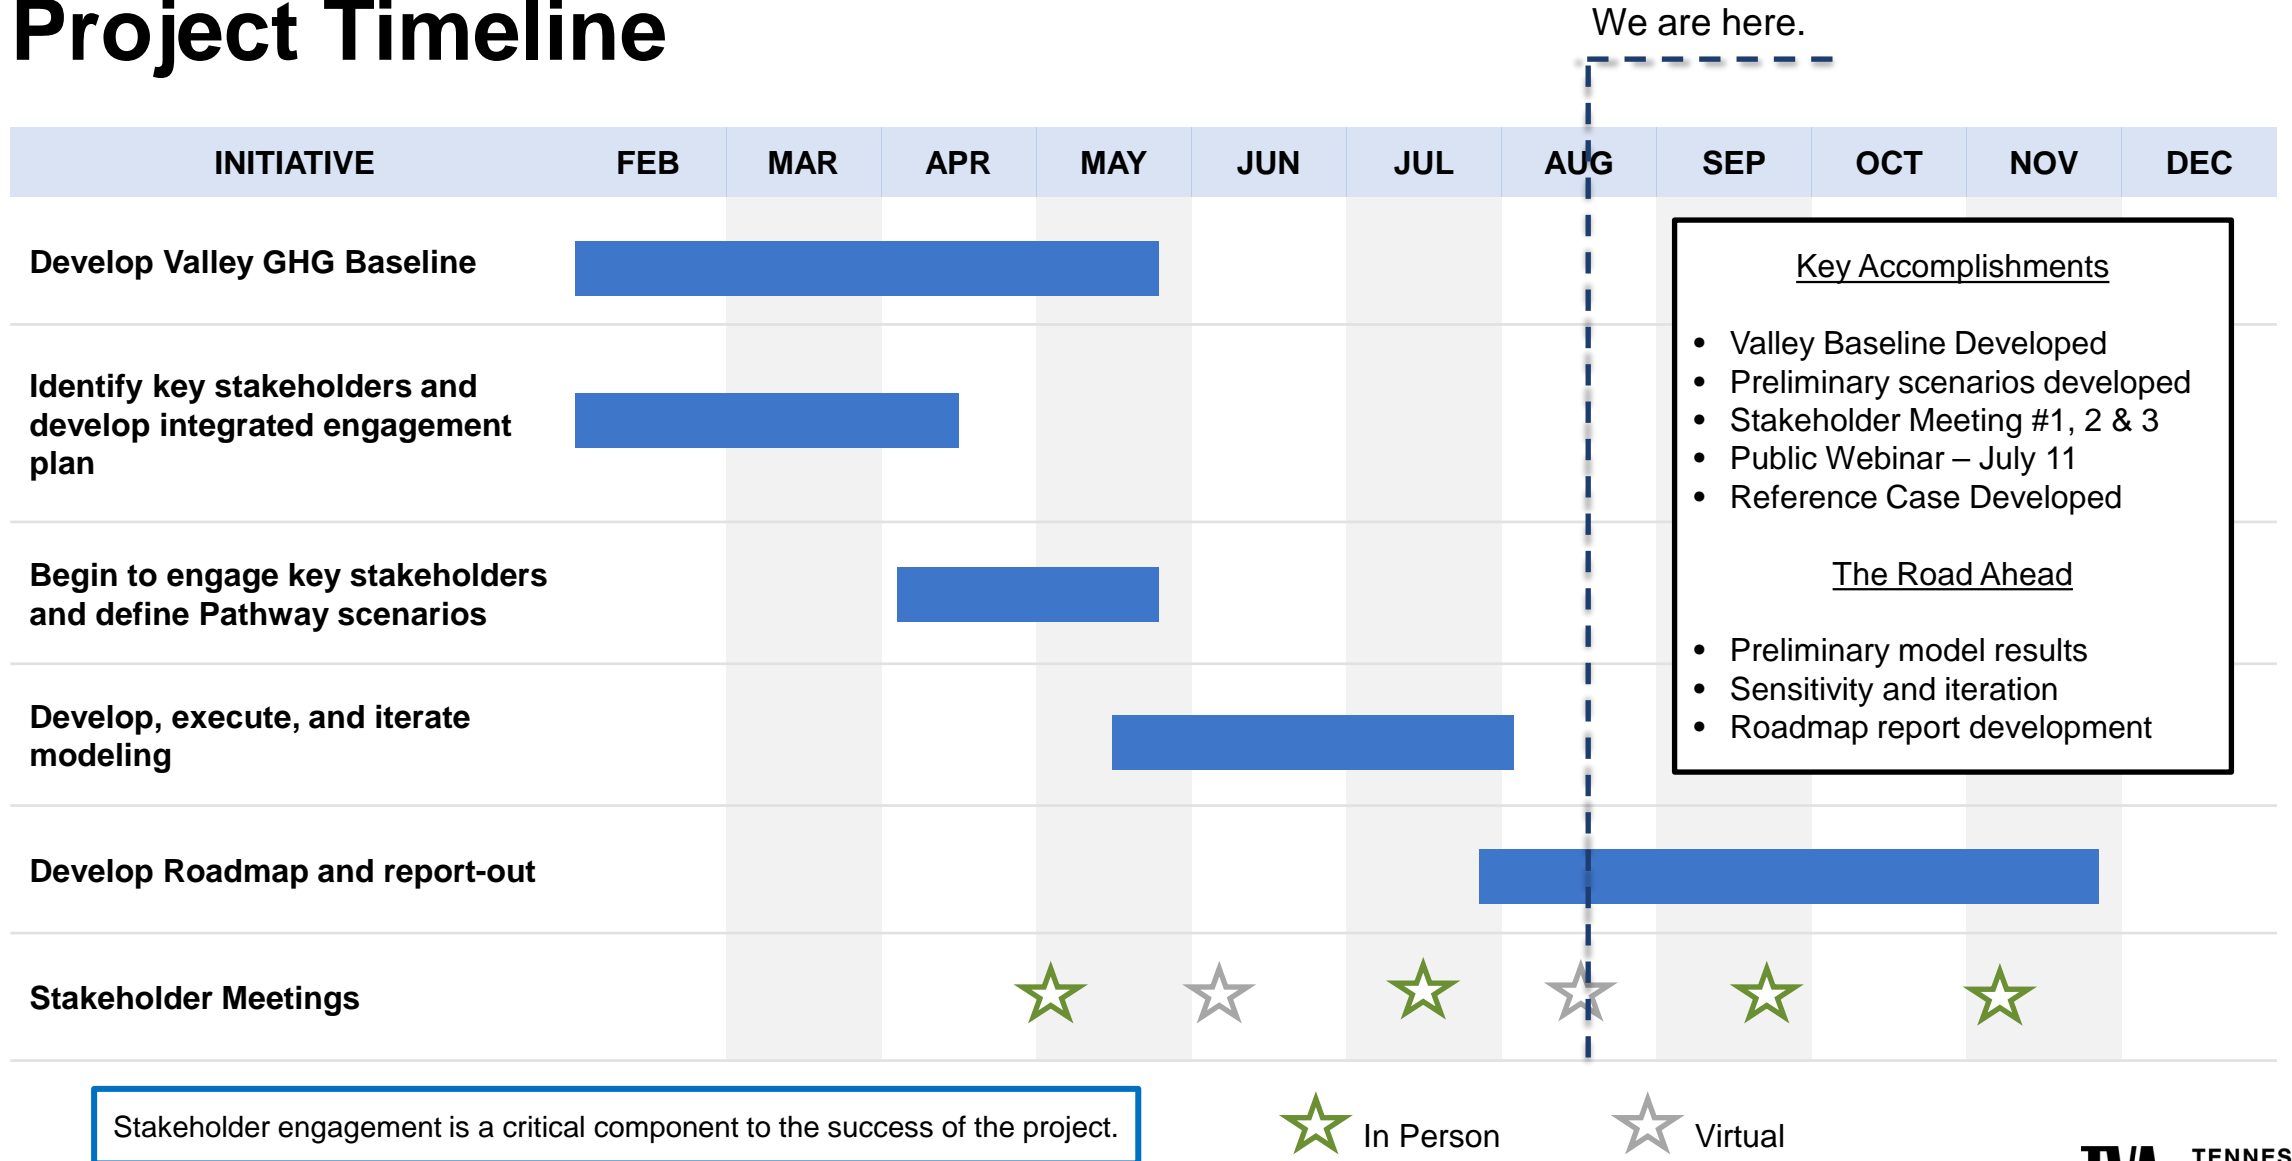 Project Timeline
We are here.
INITIATIVE FEB MAR APR MAY JUN JUL AUG SEP OCT NOV DEC
Develop Valley GHG Baseline
Identify key stakeholders and
develop integrated engagement
plan
Begin to engage key stakeholders
and define Pathway scenarios
Develop, execute, and iterate
modeling
Develop Roadmap and report-out
Stakeholder Meetings
Key Accomplishments
• Valley Baseline Developed
• Preliminary scenarios developed
• Stakeholder Meeting #1, 2 & 3
• Public Webinar – July 11
• Reference Case Developed
The Road Ahead
• Preliminary model results
• Sensitivity and iteration
• Roadmap report development
Stakeholder engagement is a critical component to the success of the project.
In Person
Virtual
TVA